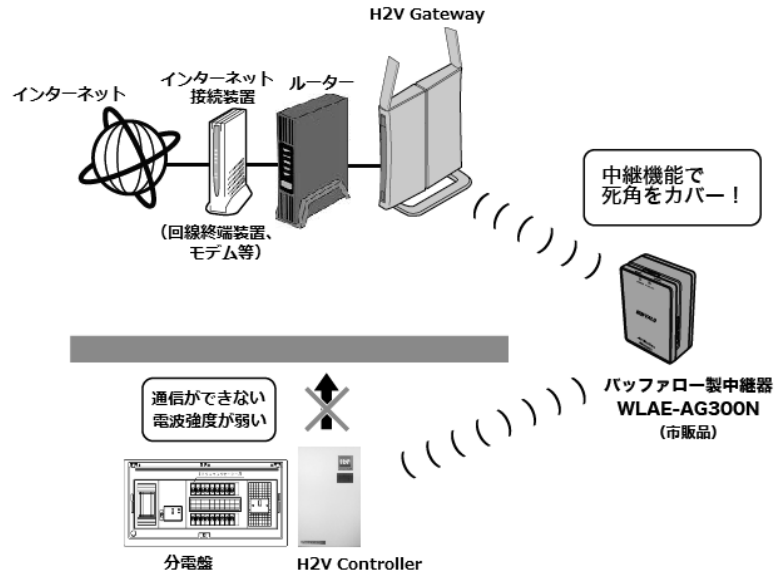 H2V Gateway
インターネット
インターネット
接続装置
ルーター
(回線終端装置、
モデム等)
中継機能で
死角をカバー！
BUFFALO
バッファロー製中継器
WLAE-AG300N
(市販品)
通信ができない
電波強度が弱い
分電盤
H2V Controller